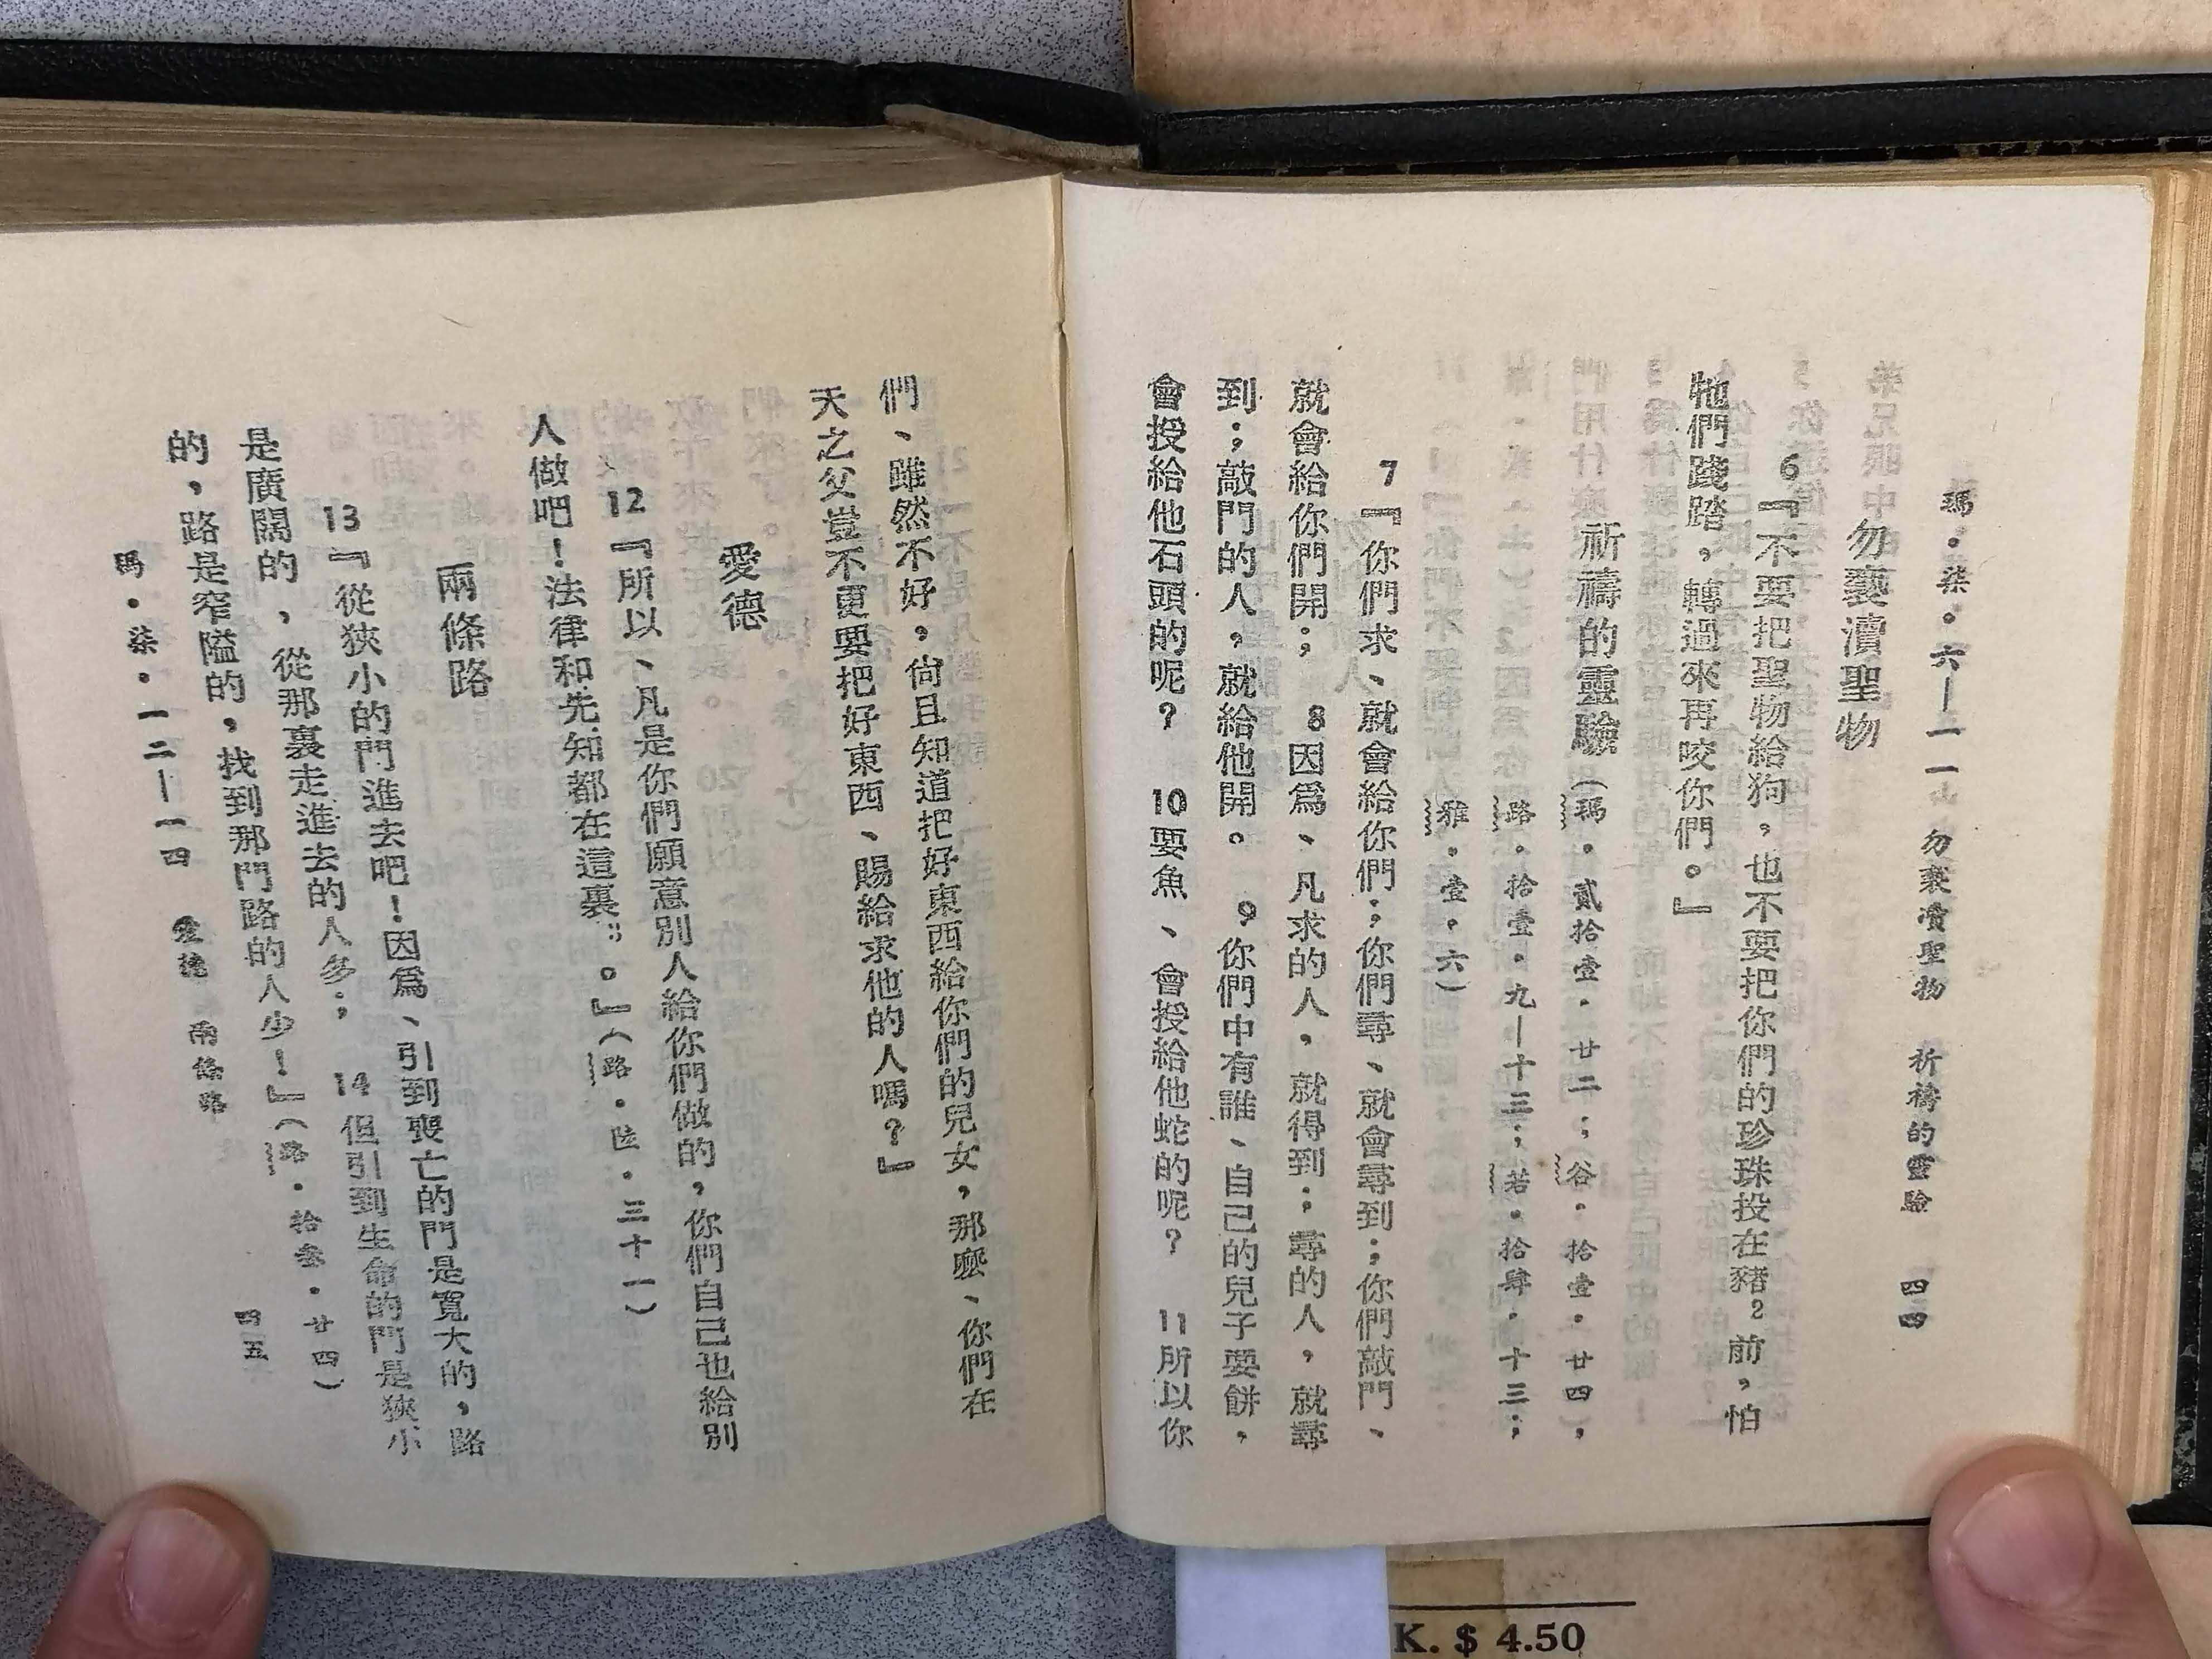 瑪．柒．六—一一　勿褻瀆聖物　祈禱的靈驗　四四
勿褻瀆聖物
6『不要把聖物給狗，也不要把你們的珍珠投在豬2前，怕
牠們踐踏，轉過來再咬你們。』
祈禱的靈驗（瑪．貳拾壹．廿二；谷．拾壹．廿四；
路．拾壹．九—十三；若．拾肆．十三；
雅．壹．六）
7『你們求、就會給你們；你們尋、就會尋到；你們敲門、
就會給你們開；　8因爲、凡求的人，就得到；尋的人，就尋
到；敲門的人，就給他開。　9你們中有誰、自己的兒子要餅，
會授給他石頭的呢？　10要魚、會授給他蛇的呢？　11所以你
們、雖然不好，尙且知道把好東西給你們的兒女，那麽、你們在
天之父豈不更要把好東西、賜給求他的人嗎？』
愛德
12『所以、凡是你們願意別人給你們做的，你們自己也給別
人做吧！法律和先知都在這裏。』（路．陸．三十一）
兩條路
13『從狹小的門進去吧！因爲、引到喪亡的門是寬大的，路
是廣闊的，從那裏走進去的人多；　14但引到生命的門是狹小
的，路是窄隘的，找到那門路的人少！』（路．拾叁．廿四）
瑪．柒．一二—一四　愛德　兩條路　四五
K. $ 4.50